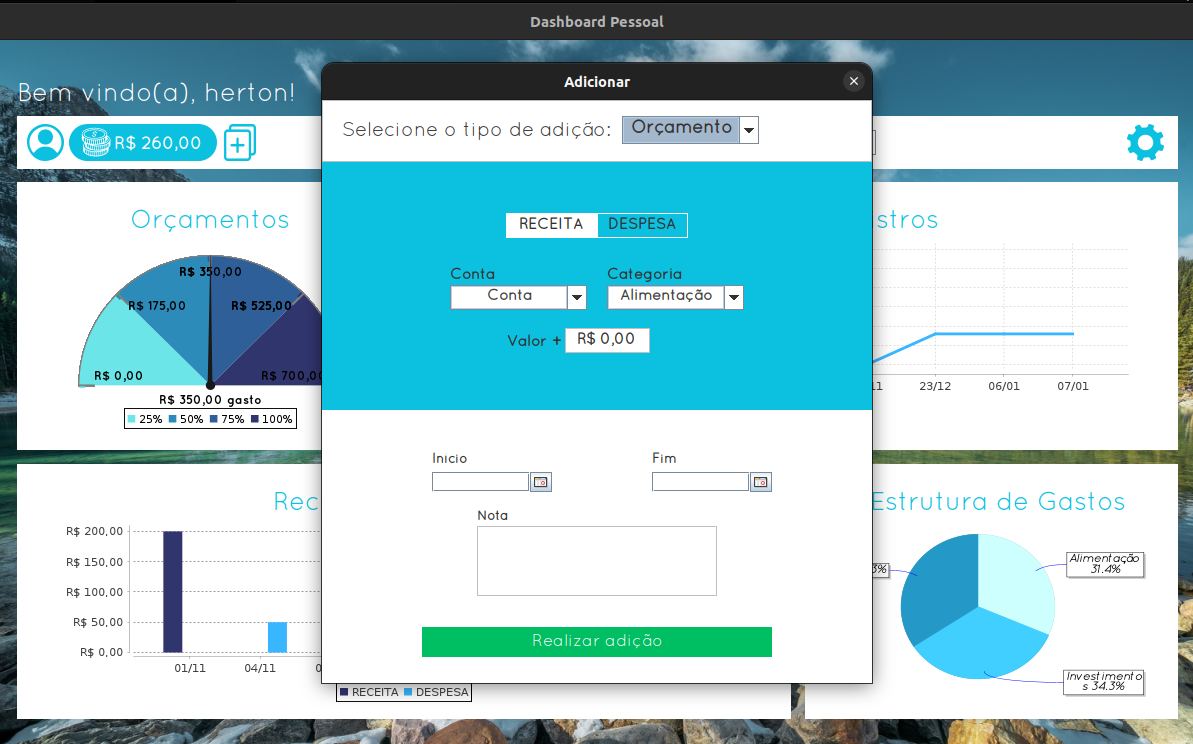 Dashboard Pessoal
Bem vindo(a), herton!
R$ 260,00
Adicionar
Selecione o tipo de adição: Orçamento
RECEITA DESPESA
Conta Categoria
Conta Alimentação
Valor + R$ 0,00
Inicio Fim
Nota
Realizar adição
Orçamentos
R$ 350,00
R$ 175,00 R$ 525,00
R$ 0,00 R$ 700,00
R$ 350,00 gasto
25% 50% 75% 100%
stros
11 23/12 06/01 07/01
Rec
R$ 200,00
R$ 150,00
R$ 100,00
R$ 50,00
R$ 0,00
01/11 04/11 0
RECEITA DESPESA
Estrutura de Gastos
Alimentação
31.4%
3%
Investimento
s 34.3%